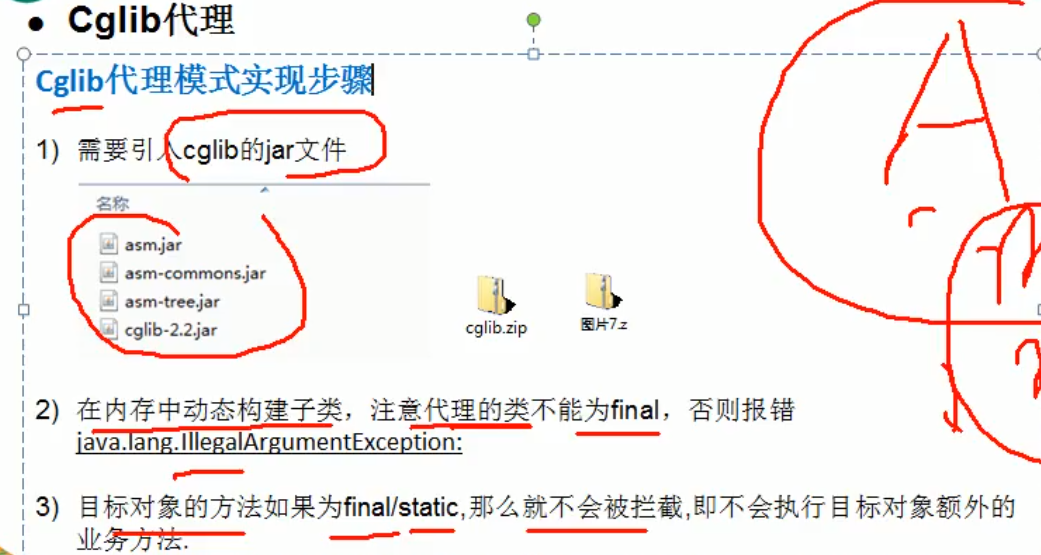 ● Cglib代理
Cglib代理模式实现步骤
1) 需要引入cglib的jar文件
名称
asm.jar
asm-commons.jar
asm-tree.jar
cglib-2.2.jar
cglib.zip
图片7.z
2) 在内存中动态构建子类，注意代理的类不能为final，否则报错
java.lang.IllegalArgumentException:
3) 目标对象的方法如果为final/static,那么就不会被拦截,即不会执行目标对象额外的
业务方法.
A